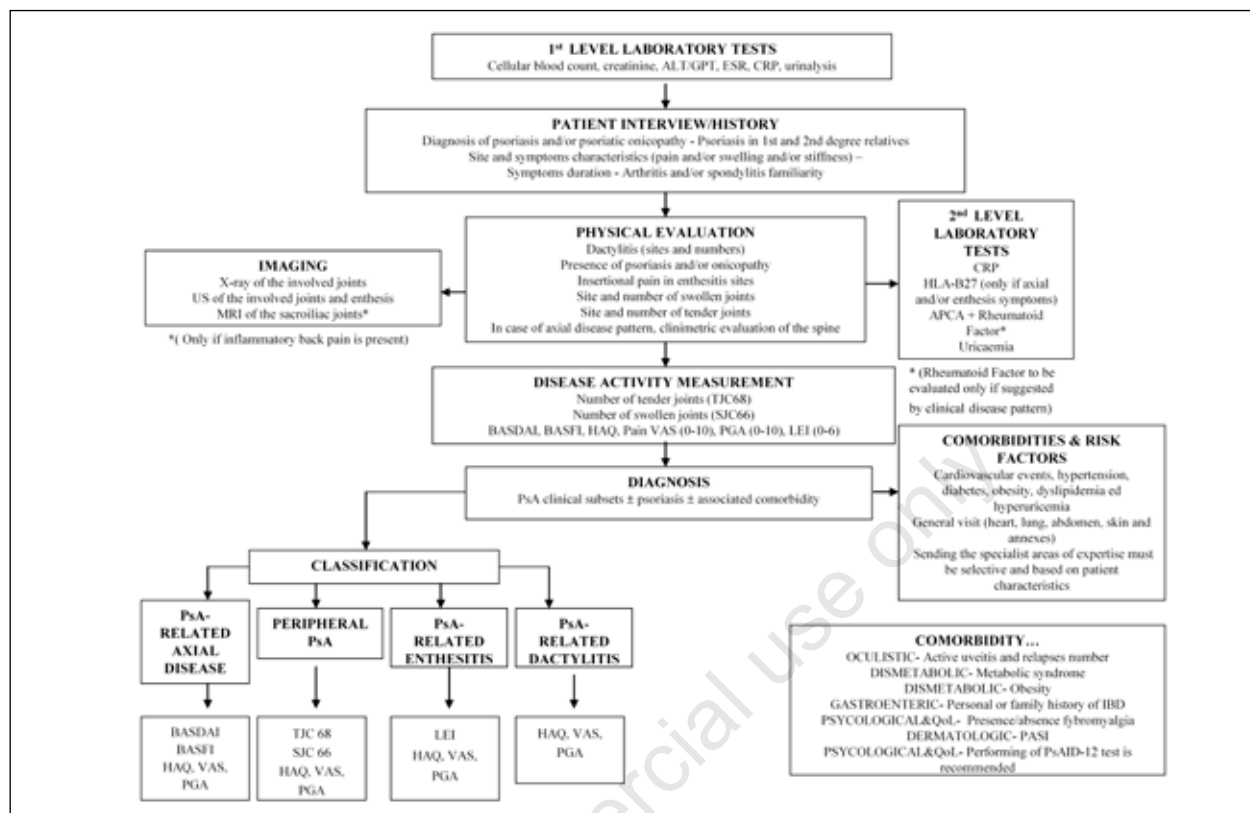 1st LEVEL LABORATORY TESTS
Cellular blood count, creatinine, ALT/GPT, ESR, CRP, urinalysis
PATIENT INTERVIEW/HISTORY
Diagnosis of psoriasis and/or psoriatic onicopathy - Psoriasis in 1st and 2nd degree relatives
Site and symptoms characteristics (pain and/or swelling and/or stiffness) –
Symptoms duration - Arthritis and/or spondylitis familiarity
PHYSICAL EVALUATION
Dactylitis (sites and numbers)
Presence of psoriasis and/or onicopathy
Insertional pain in enthesitis sites
Site and number of swollen joints
Site and number of tender joints
In case of axial disease pattern, clinimetric evaluation of the spine
IMAGING
X-ray of the involved joints
US of the involved joints and enthesis
MRI of the sacroiliac joints*
*( Only if inflammatory back pain is present)
2nd LEVEL
LABORATORY
TESTS
CRP
HLA-B27 (only if axial
and/or enthesis symptoms)
APCA + Rheumatoid
Factor*
Uricaemia
* (Rheumatoid Factor to be
evaluated only if suggested
by clinical disease pattern)
DISEASE ACTIVITY MEASUREMENT
Number of tender joints (TJC68)
Number of swollen joints (SJC66)
BASDAI, BASFI, HAQ, Pain VAS (0-10), PGA (0-10), LEI (0-6)
DIAGNOSIS
PsA clinical subsets ± psoriasis ± associated comorbidity
COMORBIDITIES & RISK
FACTORS
Cardiovascular events, hypertension,
diabetes, obesity, dyslipidemia ed
hyperuricemia
General visit (heart, lung, abdomen, skin and
annexes)
Sending the specialist areas of expertise must
be selective and based on patient
characteristics
CLASSIFICATION
PsA-
RELATED
AXIAL
DISEASE
PERIPHERAL
PsA
PsA-
RELATED
ENTHESITIS
PsA-
RELATED
DACTYLITIS
BASDAI
BASFI
HAQ, VAS,
PGA
TJC 68
SJC 66
HAQ, VAS,
PGA
LEI
HAQ, VAS,
PGA
HAQ, VAS,
PGA
COMORBIDITY…
OCULISTIC- Active uveitis and relapses number
DISMETABOLIC- Metabolic syndrome
DISMETABOLIC- Obesity
GASTROENTERIC- Personal or family history of IBD
PSYCOLOGICAL&QoL- Presence/absence fybromyalgia
DERMATOLOGIC- PASI
PSYCOLOGICAL&QoL- Performing of PsAID-12 test is
recommended
use only